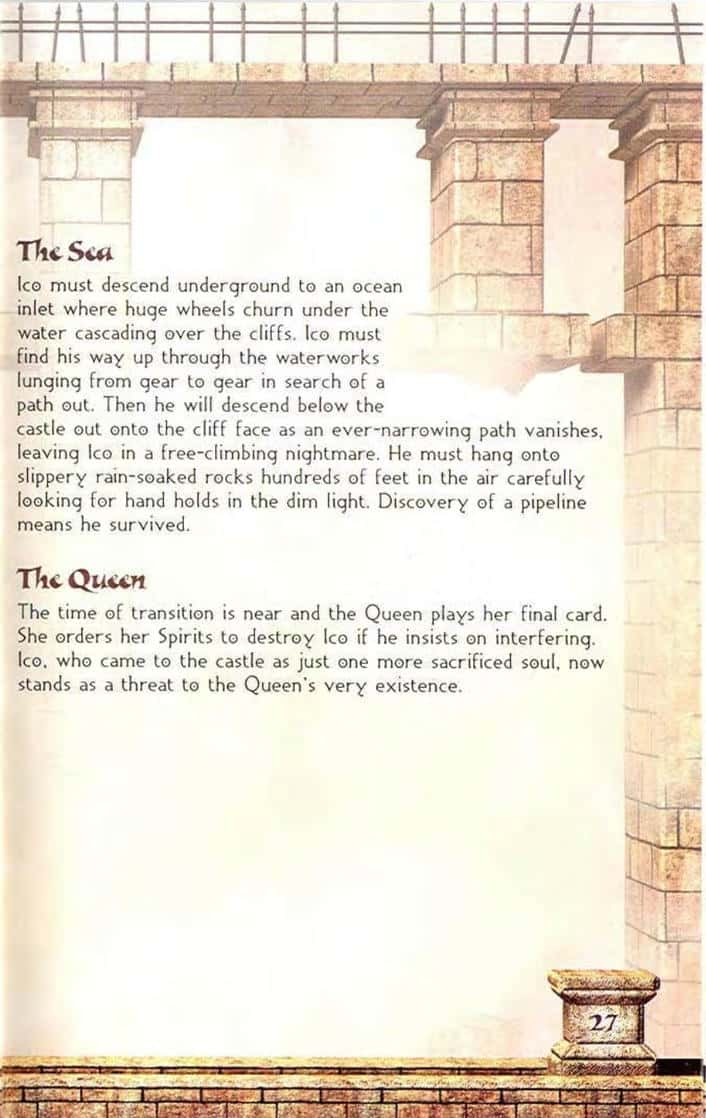 The Sea
Ico must descend underground to an ocean
inlet where huge wheels churn under the
water cascading over the cliffs. Ico must
find his way up through the waterworks
lunging from gear to gear in search of a
path out. Then he will descend below the
castle out onto the cliff face as an ever-narrowing path vanishes,
leaving Ico in a free-climbing nightmare. He must hang onto
slippery rain-soaked rocks hundreds of feet in the air carefully
looking for hand holds in the dim light. Discovery of a pipeline
means he survived.
The Queen
The time of transition is near and the Queen plays her final card.
She orders her Spirits to destroy Ico if he insists on interfering.
Ico, who came to the castle as just one more sacrificed soul, now
stands as a threat to the Queen's very existence.
27